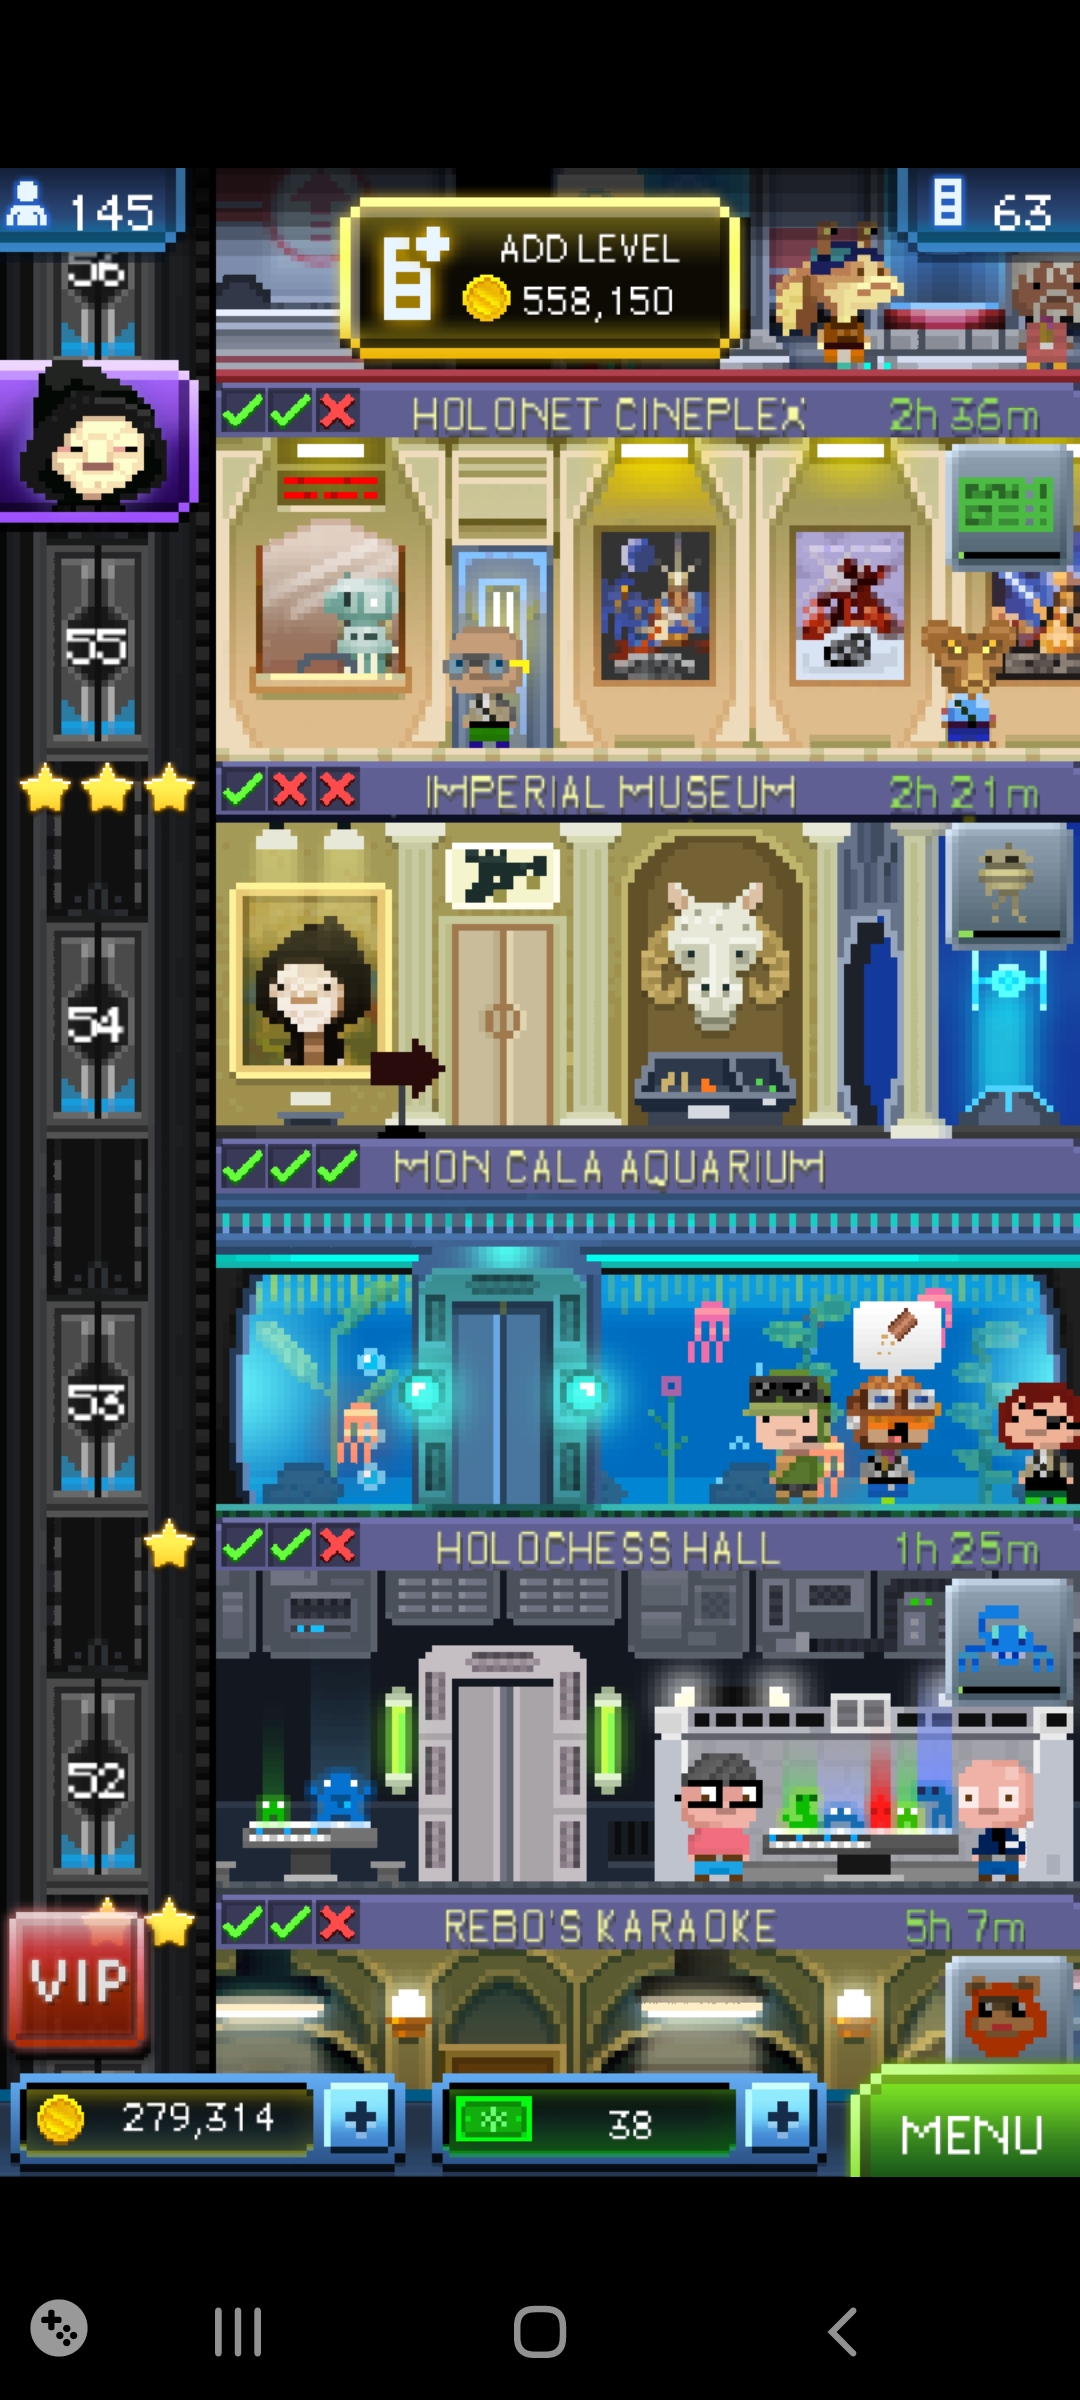 145
ADD LEVEL
558,150
63
56
HOLONET CINEPLEX 2h 36m
55
IMPERIAL MUSEUM 2h 21m
54
MON CALA AQUARIUM
53
HOLOCHESS HALL 1h 25m
52
REBO'S KARAOKE 5h 7m
VIP
279,314
38
MENU